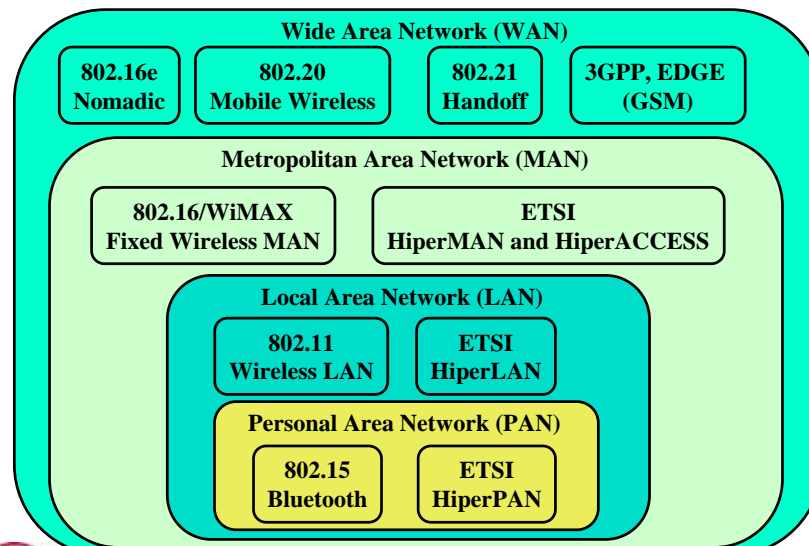 Wide Area Network (WAN)
802.16e
Nomadic
802.20
Mobile Wireless
802.21
Handoff
3GPP, EDGE
(GSM)
Metropolitan Area Network (MAN)
802.16/WiMAX
Fixed Wireless MAN
ETSI
HiperMAN and HiperACCESS
Local Area Network (LAN)
802.11
Wireless LAN
ETSI
HiperLAN
Personal Area Network (PAN)
802.15
Bluetooth
ETSI
HiperPAN